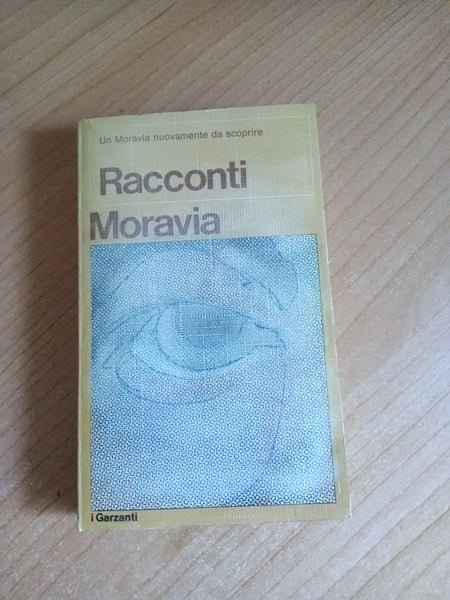 Un Moravia nuovamente da scoprire
Racconti
Moravia
i Garzanti